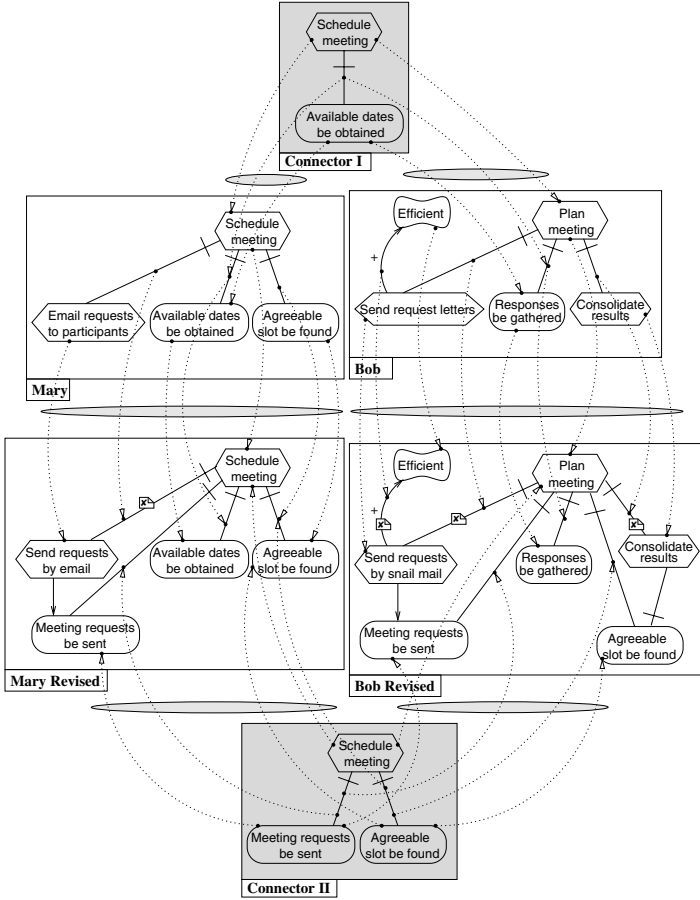 Schedule
meeting
Available dates
be obtained
Connector I
Schedule
meeting
Email requests
to participants
Available dates
be obtained
Agreeable
slot be found
Mary
Efficient
+
Plan
meeting
Send request letters
Responses
be gathered
Consolidate
results
Bob
Schedule
meeting
x
Send requests
by email
Available dates
be obtained
Agreeable
slot be found
Meeting requests
be sent
Mary Revised
Efficient
Plan
meeting
+
x
x
x
Send requests
by snail mail
Responses
be gathered
Consolidate
results
Meeting requests
be sent
Agreeable
slot be found
Bob Revised
Schedule
meeting
Meeting requests
be sent
Agreeable
slot be found
Connector II